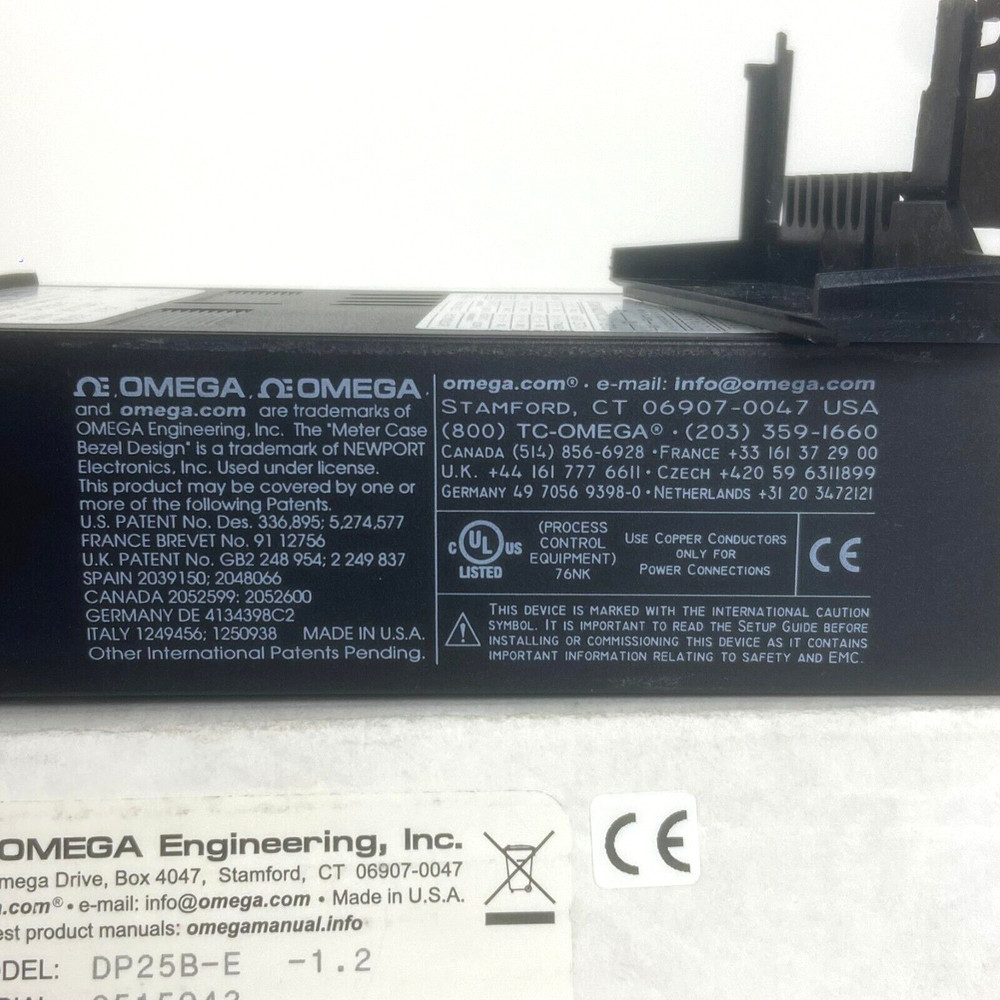 ΩE OMEGA, ΩE OMEGA,
and omega.com are trademarks of
OMEGA Engineering, Inc. The "Meter Case
Bezel Design" is a trademark of NEWPORT
Electronics, Inc. Used under license.
This product may be covered by one or
more of the following Patents.
U.S. PATENT No. Des. 336,895; 5,274,577
FRANCE BREVET No. 91 12756
U.K. PATENT No. GB2 248 954; 2 249 837
SPAIN 2039150; 2048066
CANADA 2052599; 2052600
GERMANY DE 4134398C2
ITALY 1249456; 1250938 MADE IN U.S.A.
Other International Patents Pending.
omega.com® · e-mail: info@omega.com
STAMFORD, CT 06907-0047 USA
(800) TC-OMEGA® · (203) 359-1660
CANADA (514) 856-6928 · FRANCE +33 161 37 29 00
U.K. +44 161 777 6611 · CZECH +420 59 6311899
GERMANY 49 7056 9398-0 · NETHERLANDS +31 20 3472121
C UL US
LISTED
(PROCESS
CONTROL
EQUIPMENT)
76NK
USE COPPER CONDUCTORS
ONLY FOR
POWER CONNECTIONS
CE
THIS DEVICE IS MARKED WITH THE INTERNATIONAL CAUTION
SYMBOL. IT IS IMPORTANT TO READ THE SETUP GUIDE BEFORE
INSTALLING OR COMMISSIONING THIS DEVICE AS IT CONTAINS
IMPORTANT INFORMATION RELATING TO SAFETY AND EMC.
OMEGA Engineering, Inc.
mega Drive, Box 4047, Stamford, CT 06907-0047
.com® • e-mail: info@omega.com • Made in U.S.A.
est product manuals: omegamanual.info
DEL: DP25B-E -1.2
CE